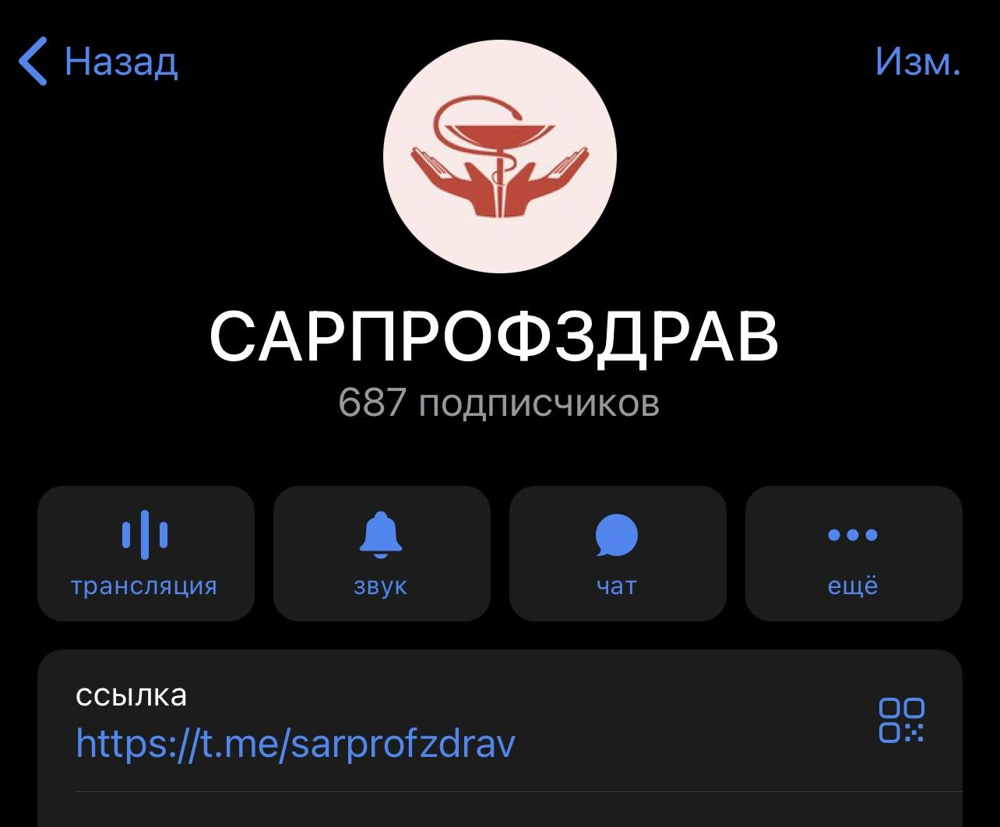 Назад
Изм.
САРПРОФЗДРАВ
687 подписчиков
трансляция
звук
чат
ещё
ссылка
https://t.me/sarprofzdrav